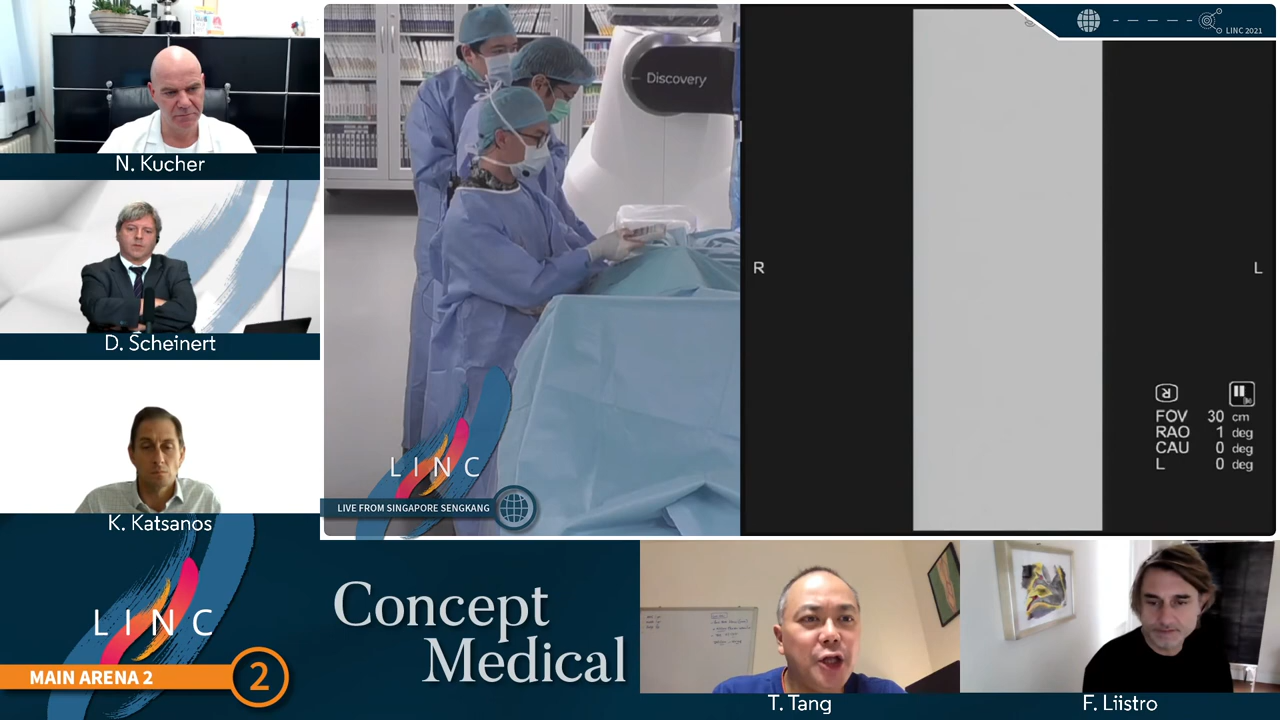 N. Kucher
D. Scheinert
K. Katsanos
LINC
MAIN ARENA 2
2
Discovery
LINC
LIVE FROM SINGAPORE SENGKANG
LINC 2021
R
L
R
FOV 30 cm
RAO 1 deg
CAU 0 deg
L 0 deg
Concept
Medical
T. Tang
F. Liistro